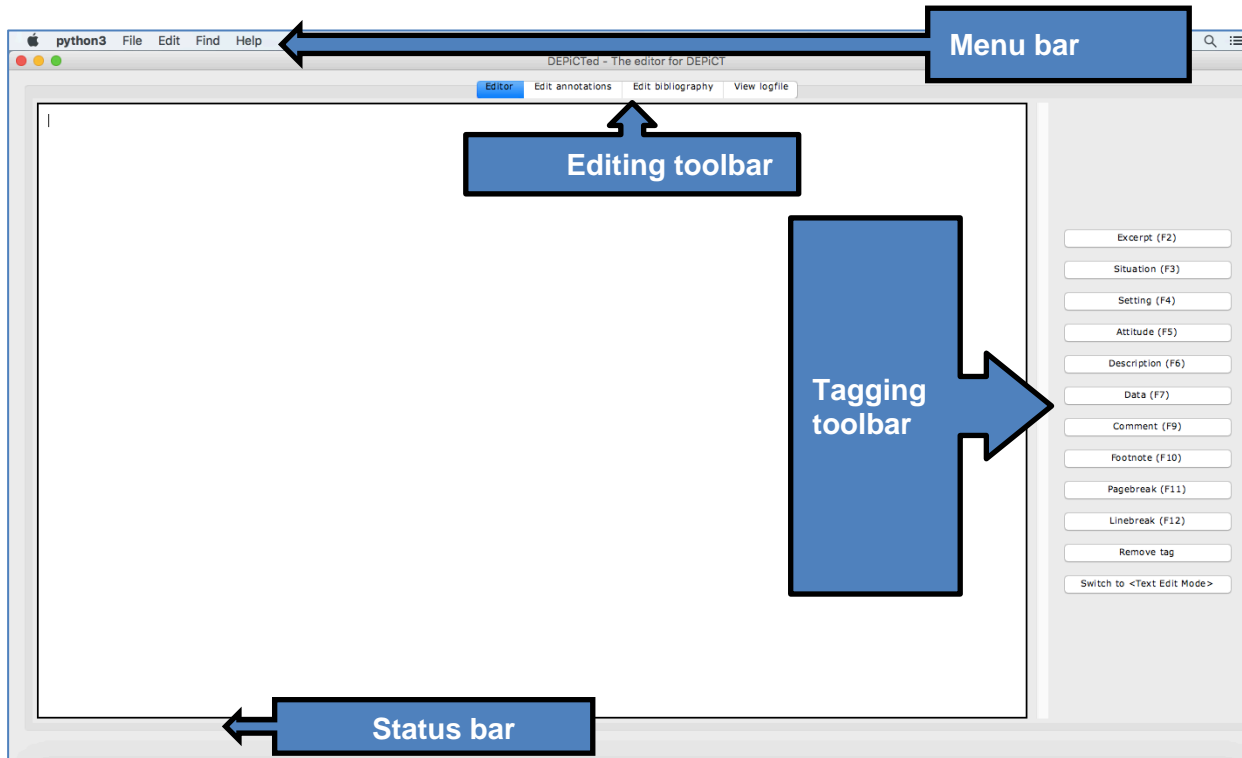 python3 File Edit Find Help
Menu bar
DEPiCTed - The editor for DEPiCT
Editor Edit annotations Edit bibliography View logfile
Editing toolbar
Excerpt (F2)
Situation (F3)
Setting (F4)
Attitude (F5)
Description (F6)
Tagging
toolbar
Data (F7)
Comment (F9)
Footnote (F10)
Pagebreak (F11)
Linebreak (F12)
Remove tag
Switch to <Text Edit Mode>
Status bar